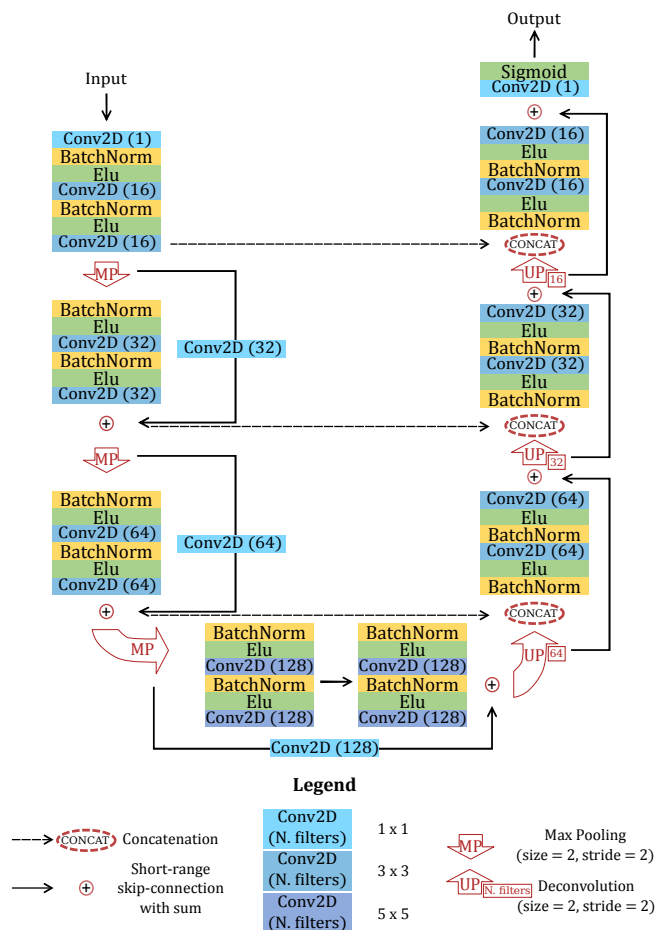 Input
Conv2D (1)
BatchNorm
Elu
Conv2D (16)
BatchNorm
Elu
Conv2D (16)
MP
BatchNorm
Elu
Conv2D (32)
BatchNorm
Elu
Conv2D (32)
Conv2D (32)
+
MP
BatchNorm
Elu
Conv2D (64)
BatchNorm
Elu
Conv2D (64)
Conv2D (64)
+
MP
BatchNorm
Elu
Conv2D (128)
BatchNorm
Elu
Conv2D (128)
BatchNorm
Elu
Conv2D (128)
BatchNorm
Elu
Conv2D (128)
Conv2D (128)
+
UP 64
CONCAT
Conv2D (64)
Elu
BatchNorm
Conv2D (64)
Elu
BatchNorm
+
UP 32
CONCAT
Conv2D (32)
Elu
BatchNorm
Conv2D (32)
Elu
BatchNorm
+
UP 16
CONCAT
Conv2D (16)
Elu
BatchNorm
Conv2D (16)
Elu
BatchNorm
+
Sigmoid
Conv2D (1)
Output
Legend
CONCAT Concatenation
+ Short-range
skip-connection
with sum
Conv2D
(N. filters) 1 x 1
Conv2D
(N. filters) 3 x 3
Conv2D
(N. filters) 5 x 5
MP Max Pooling
(size = 2, stride = 2)
UP N. filters Deconvolution
(size = 2, stride = 2)